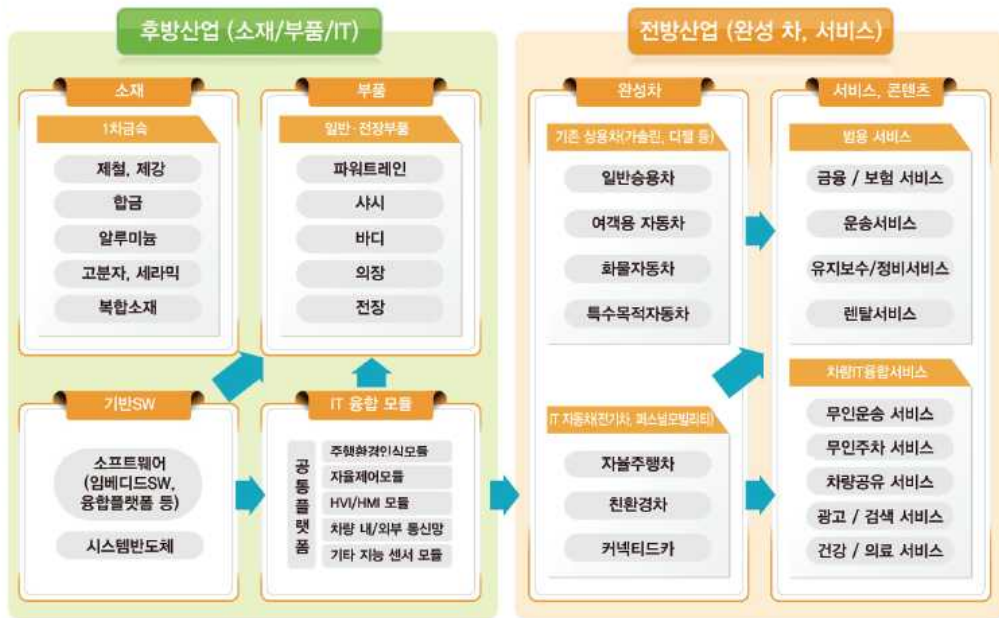 후방산업 (소재/부품/IT)
소재
1차금속
제철, 제강
합금
알루미늄
고분자, 세라믹
복합소재
부품
일반·전장부품
파워트레인
샤시
바디
의장
전장
기반SW
소프트웨어
(임베디드SW,
융합플랫폼 등)
시스템반도체
IT 융합 모듈
공통플랫폼
주행환경인식모듈
자율제어모듈
HVI/HMI 모듈
차량 내/외부 통신망
기타 지능 센서 모듈
전방산업 (완성 차, 서비스)
완성차
기존 상용차(가솔린, 디젤 등)
일반승용차
여객용 자동차
화물자동차
특수목적자동차
IT 자동차(전기차, 퍼스널모빌리티)
자율주행차
친환경차
커넥티드카
서비스, 콘텐츠
범용 서비스
금융 / 보험 서비스
운송서비스
유지보수/정비서비스
렌탈서비스
차량IT융합서비스
무인운송 서비스
무인주차 서비스
차량공유 서비스
광고 / 검색 서비스
건강 / 의료 서비스